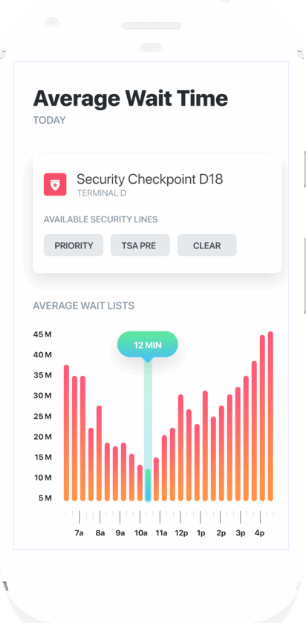 Average Wait Time
TODAY
Security Checkpoint D18
TERMINAL D
AVAILABLE SECURITY LINES
PRIORITY TSA PRE CLEAR
AVERAGE WAIT LISTS
12 MIN
45 M
40 M
35 M
30 M
25 M
20 M
15 M
10 M
5 M
7a 8a 9a 10a 11a 12p 1p 2p 3p 4p